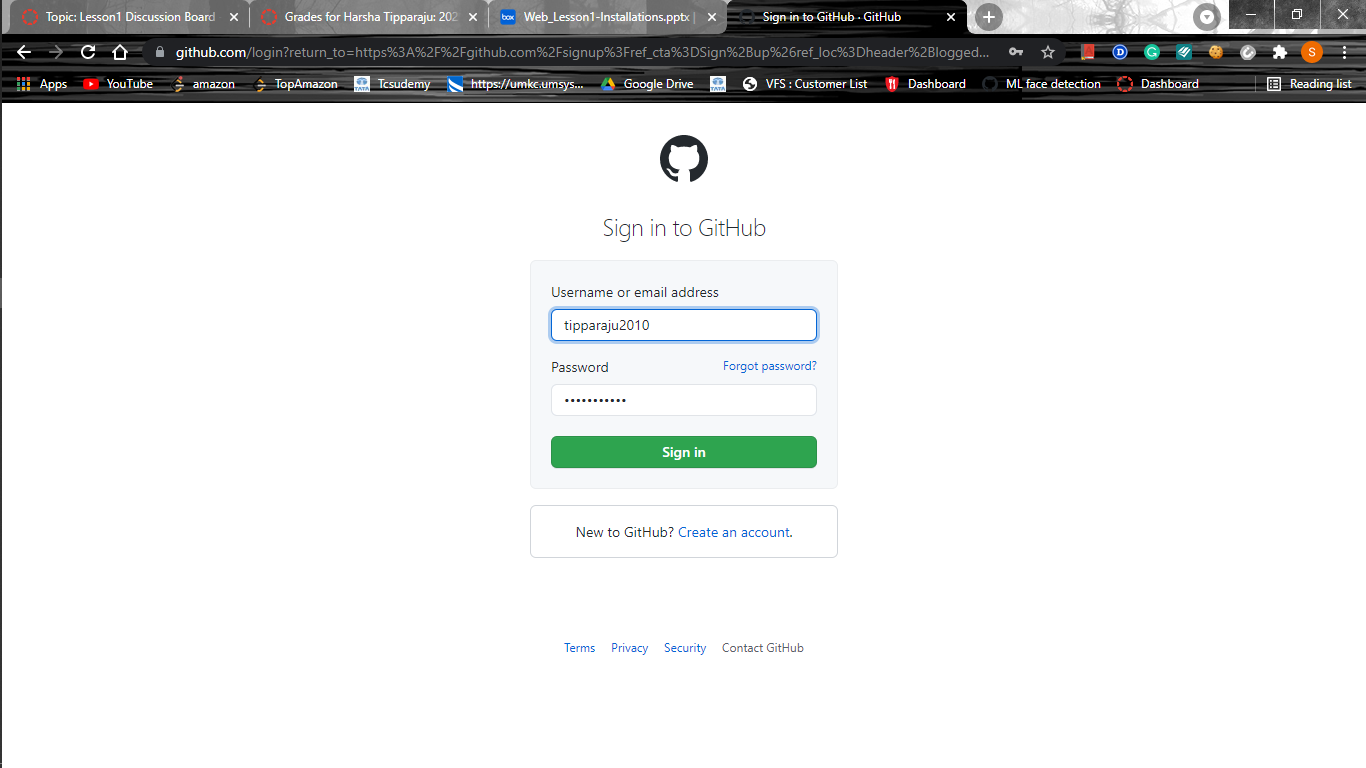 Topic: Lesson1 Discussion Board
Grades for Harsha Tipparaju: 202
Web_Lesson1-Installations.pptx |
Sign in to GitHub · GitHub
github.com/login?return_to=https%3A%2F%2Fgithub.com%2Fsignup%3Fref_cta%3DSign%2Bup%26ref_loc%3Dheader%2Blogged...
S
Apps
YouTube
amazon
TopAmazon
Tcsudemy
https://umkc.umsys...
Google Drive
VFS : Customer List
Dashboard
ML face detection
Dashboard
Reading list
Sign in to GitHub
Username or email address
tipparaju2010
Password Forgot password?
•••••••••••
Sign in
New to GitHub? Create an account.
Terms Privacy Security Contact GitHub